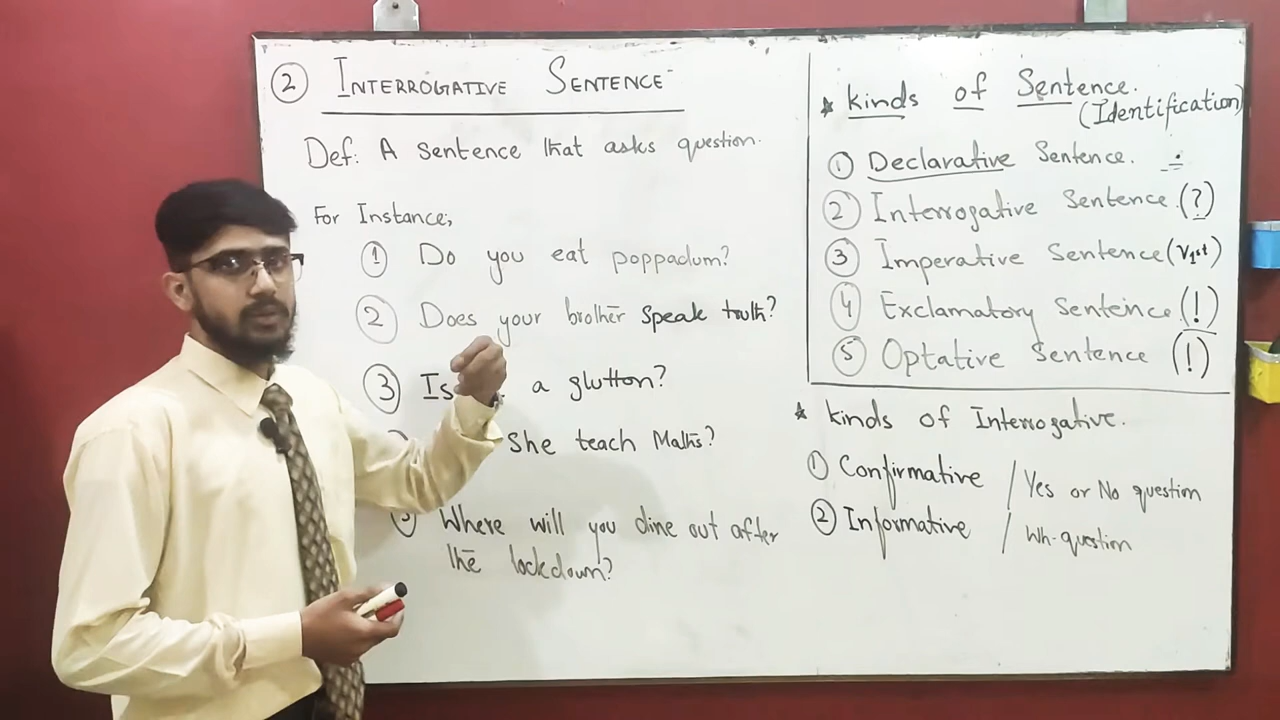 ② INTERROGATIVE SENTENCE
Def: A sentence that asks question.
For Instance,
① Do you eat poppadum?
② Does your brother speak truth?
③ Is a glutton?
she teach Maths?
Where will you dine out after
the lockdown?
* kinds of Sentence.
(Identification)
① Declarative Sentence.
② Interrogative Sentence (?)
③ Imperative Sentence (V1st)
④ Exclamatory Sentence (!)
⑤ Optative Sentence (!)
* kinds of Interrogative.
① Confirmative / Yes or No question
② Informative / Wh-question